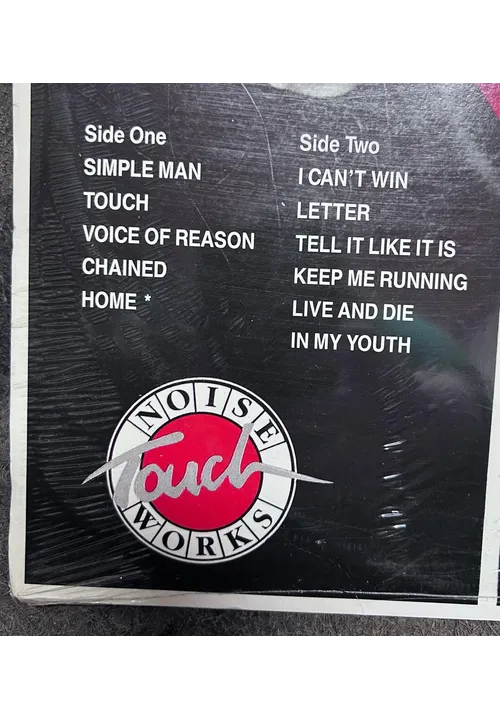 Side One
SIMPLE MAN
TOUCH
VOICE OF REASON
CHAINED
HOME *
Side Two
I CAN'T WIN
LETTER
TELL IT LIKE IT IS
KEEP ME RUNNING
LIVE AND DIE
IN MY YOUTH
NOISE
Touch
WORKS